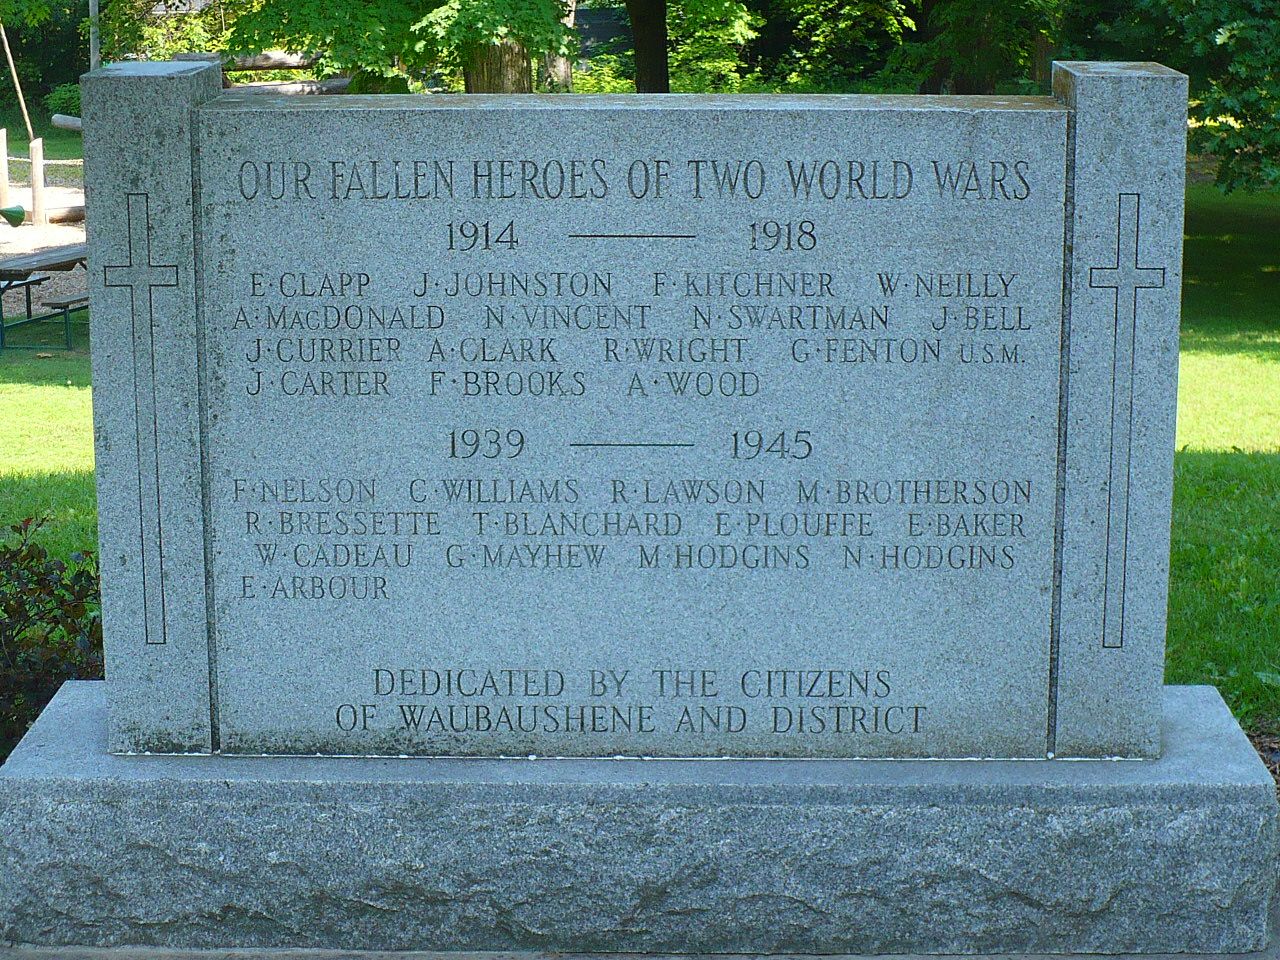 OUR FALLEN HEROES OF TWO WORLD WARS
1914 — 1918
E·CLAPP J·JOHNSTON F·KITCHNER W·NEILLY
A·MACDONALD N·VINCENT N·SWARTMAN J·BELL
J·CURRIER A·CLARK R·WRIGHT G·FENTON U.S.M.
J·CARTER F·BROOKS A·WOOD
1939 — 1945
F·NELSON C·WILLIAMS R·LAWSON M·BROTHERSON
R·BRESSETTE T·BLANCHARD E·PLOUFFE E·BAKER
W·CADEAU G·MAYHEW M·HODGINS N·HODGINS
E·ARBOUR
DEDICATED BY THE CITIZENS
OF WAUBAUSHENE AND DISTRICT